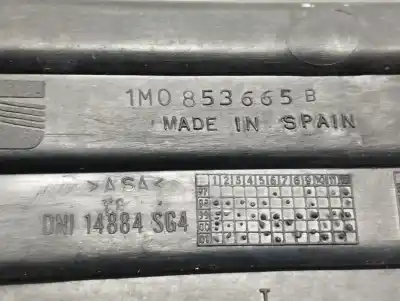 1M0 853 665 B
MADE IN SPAIN
>ASA<
DNI 14884 SG4
1 2 3 4 5 6 7 8 9 10 11 12